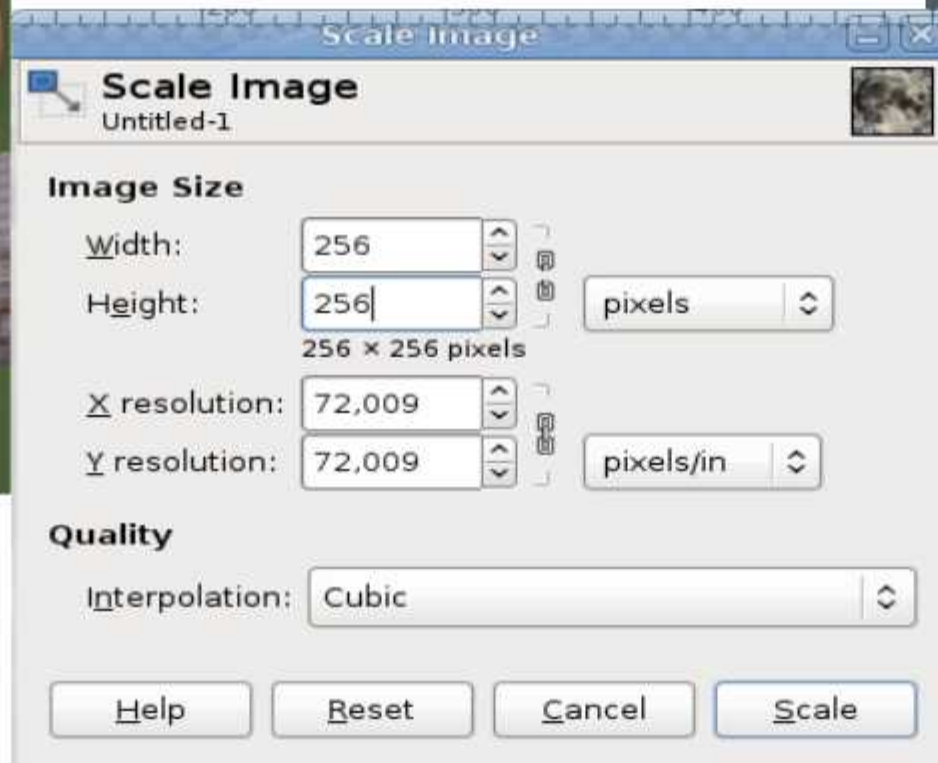 Scale Image
Scale Image
Untitled-1
Image Size
Width: 256
Height: 256 pixels
256 × 256 pixels
X resolution: 72,009
Y resolution: 72,009 pixels/in
Quality
Interpolation: Cubic
Help Reset Cancel Scale